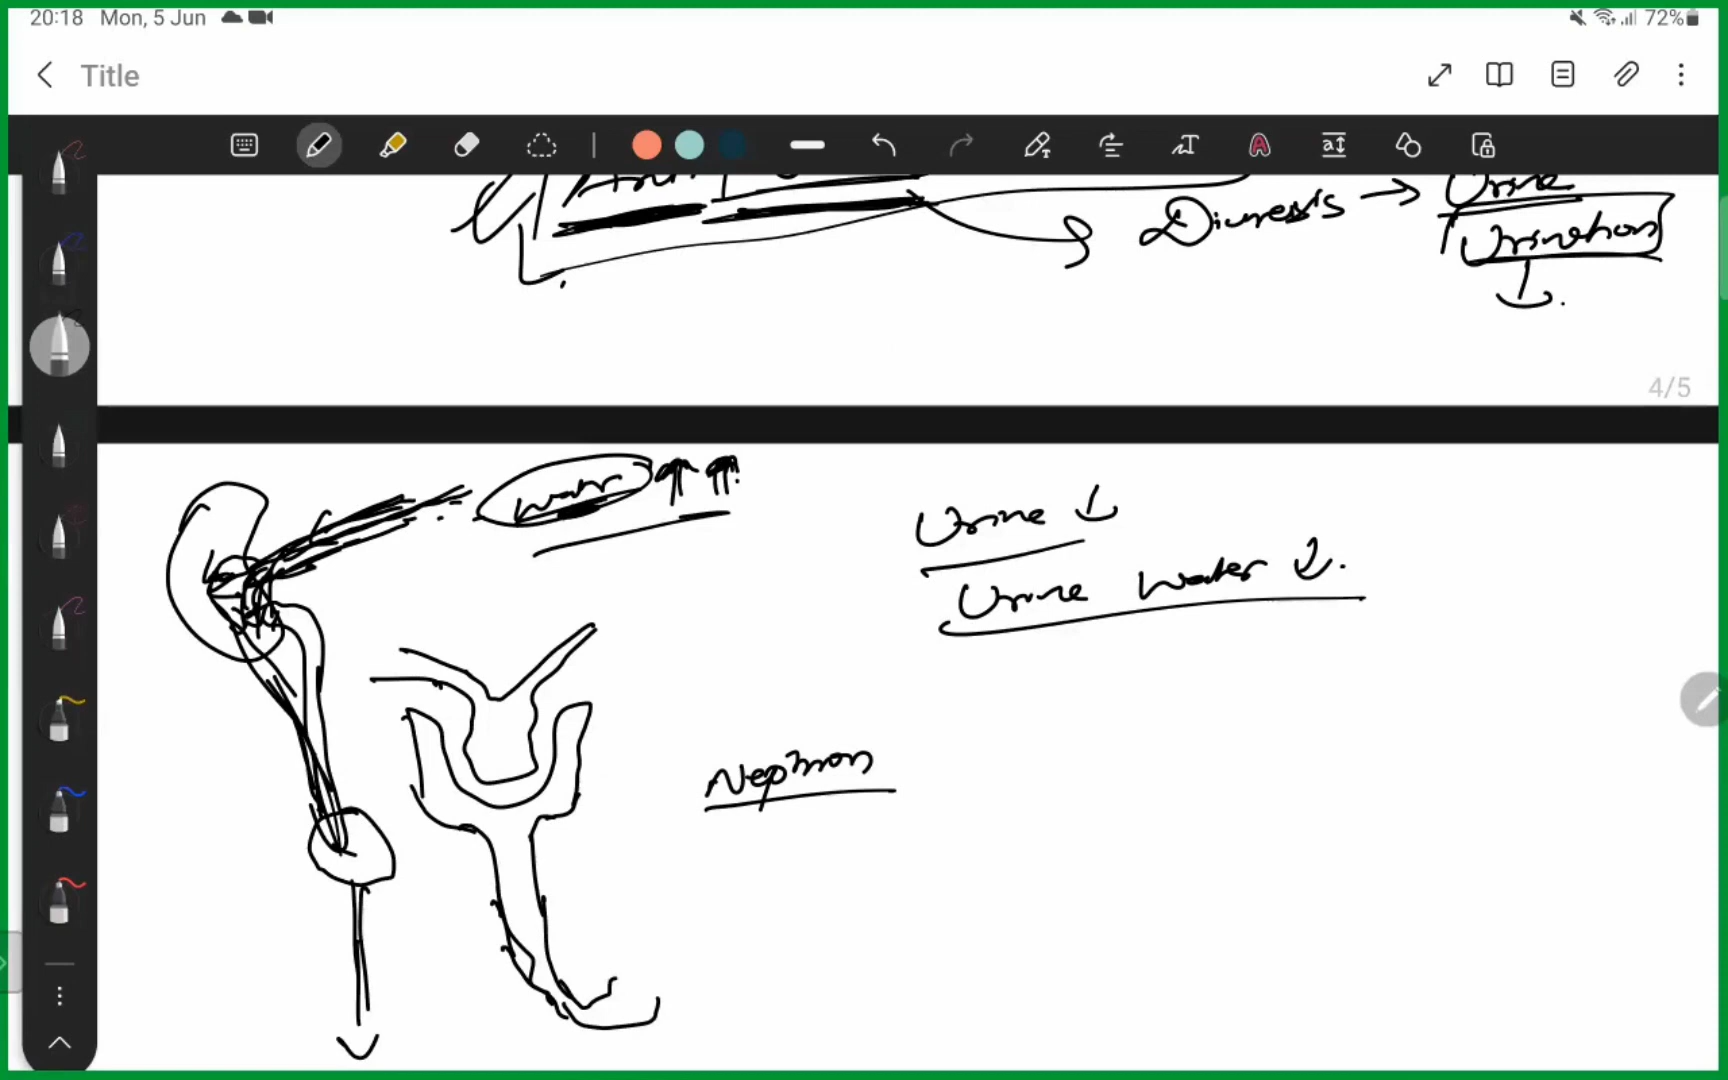 20:18 Mon, 5 Jun
72%
Title
Diuresis → Urine
Urination
↓.
4/5
Water ↑↑
Urine ↓
Urine Water ↓.
Nephron